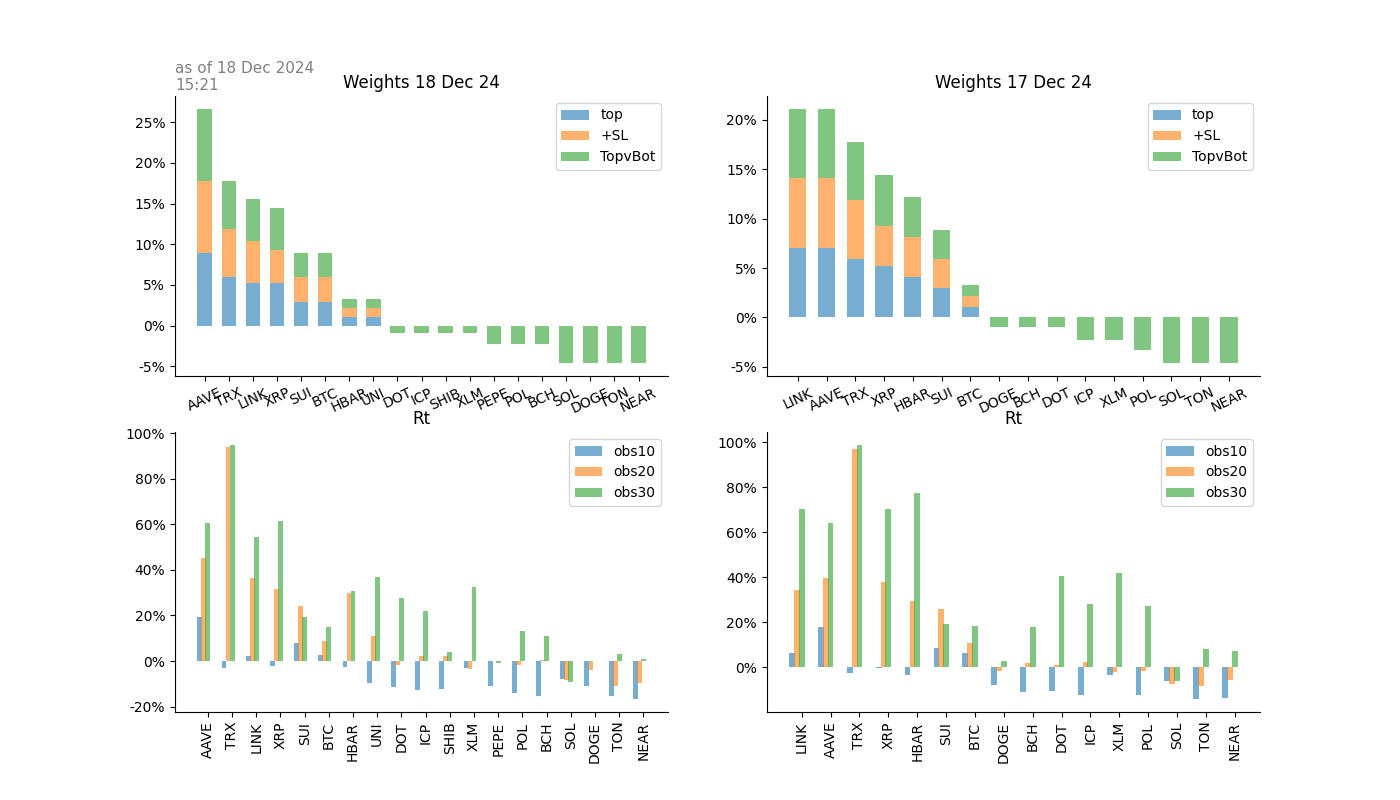 as of 18 Dec 2024
15:21
Weights 18 Dec 24
25%
20%
15%
10%
5%
0%
-5%
top
+SL
TopvBot
AAVE TRX LINK XRP SUI BTC HBAR UNI DOT ICP SHIB XLM PEPE POL BCH SOL DOGE TON NEAR
Weights 17 Dec 24
20%
15%
10%
5%
0%
-5%
top
+SL
TopvBot
LINK AAVE TRX XRP HBAR SUI BTC DOGE BCH DOT ICP XLM POL SOL TON NEAR
Rt
100%
80%
60%
40%
20%
0%
-20%
obs10
obs20
obs30
AAVE TRX LINK XRP SUI BTC HBAR UNI DOT ICP SHIB XLM PEPE POL BCH SOL DOGE TON NEAR
Rt
100%
80%
60%
40%
20%
0%
obs10
obs20
obs30
LINK AAVE TRX XRP HBAR SUI BTC DOGE BCH DOT ICP XLM POL SOL TON NEAR